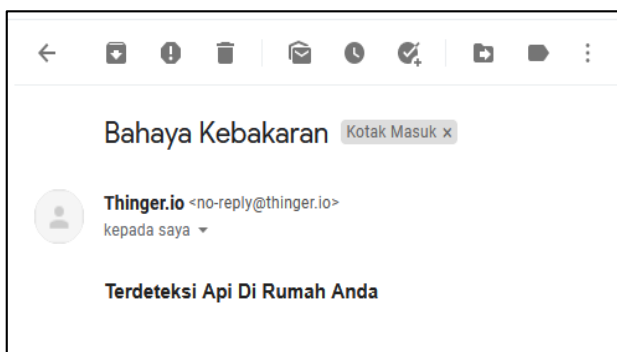 Bahaya Kebakaran Kotak Masuk x
Thinger.io <no-reply@thinger.io>
kepada saya
Terdeteksi Api Di Rumah Anda